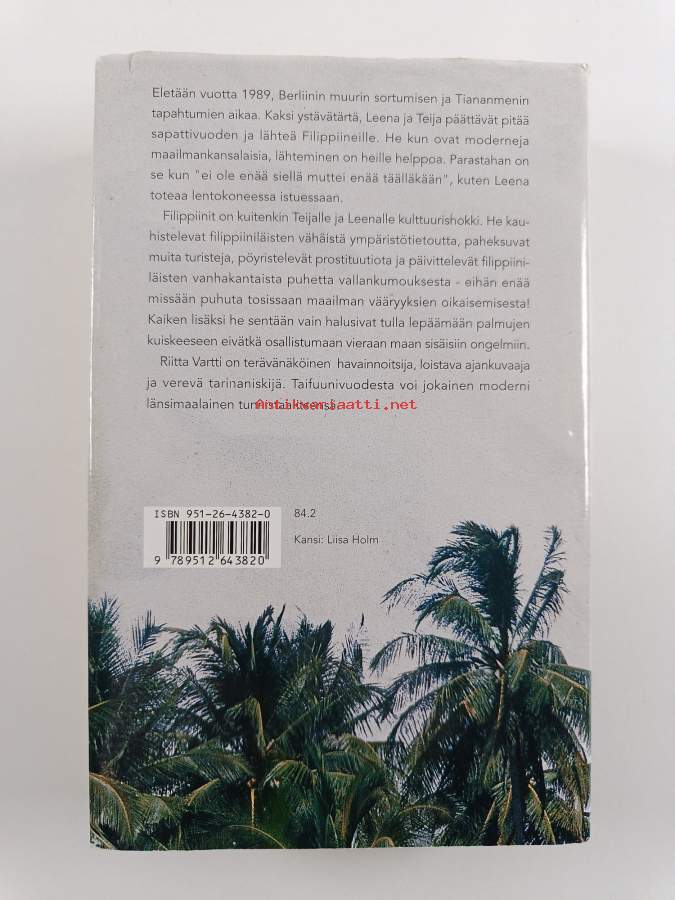 Eletään vuotta 1989, Berliinin muurin sortumisen ja Tiananmenin
tapahtumien aikaa. Kaksi ystävätärtä, Leena ja Teija päättävät pitää
sapattivuoden ja lähteä Filippiineille. He kun ovat moderneja
maailmankansalaisia, lähteminen on heille helppoa. Parastahan on
se kun "ei ole enää siellä muttei enää täälläkään", kuten Leena
toteaa lentokoneessa istuessaan.
Filippiinit on kuitenkin Teijalle ja Leenalle kulttuurishokki. He kau-
histelevat filippiiniläisten vähäistä ympäristötietoutta, paheksuvat
muita turisteja, pöyristelevät prostituutiota ja päivittelevät filippiini-
läisten vanhakantaista puhetta vallankumouksesta - eihän enää
missään puhuta tosissaan maailman vääryyksien oikaisemisesta!
Kaiken lisäksi he sentään vain halusivat tulla lepäämään palmujen
kuiskeeseen eivätkä osallistumaan vieraan maan sisäisiin ongelmiin.
Riitta Vartti on terävänäköinen havainnoitsija, loistava ajankuvaaja
ja verevä tarinaniskijä. Taifuunivuodesta voi jokainen moderni
länsimaalainen
Antikvariaatti.net
ISBN 951-26-4382-0
84.2
Kansi: Liisa Holm
9 789512 643820